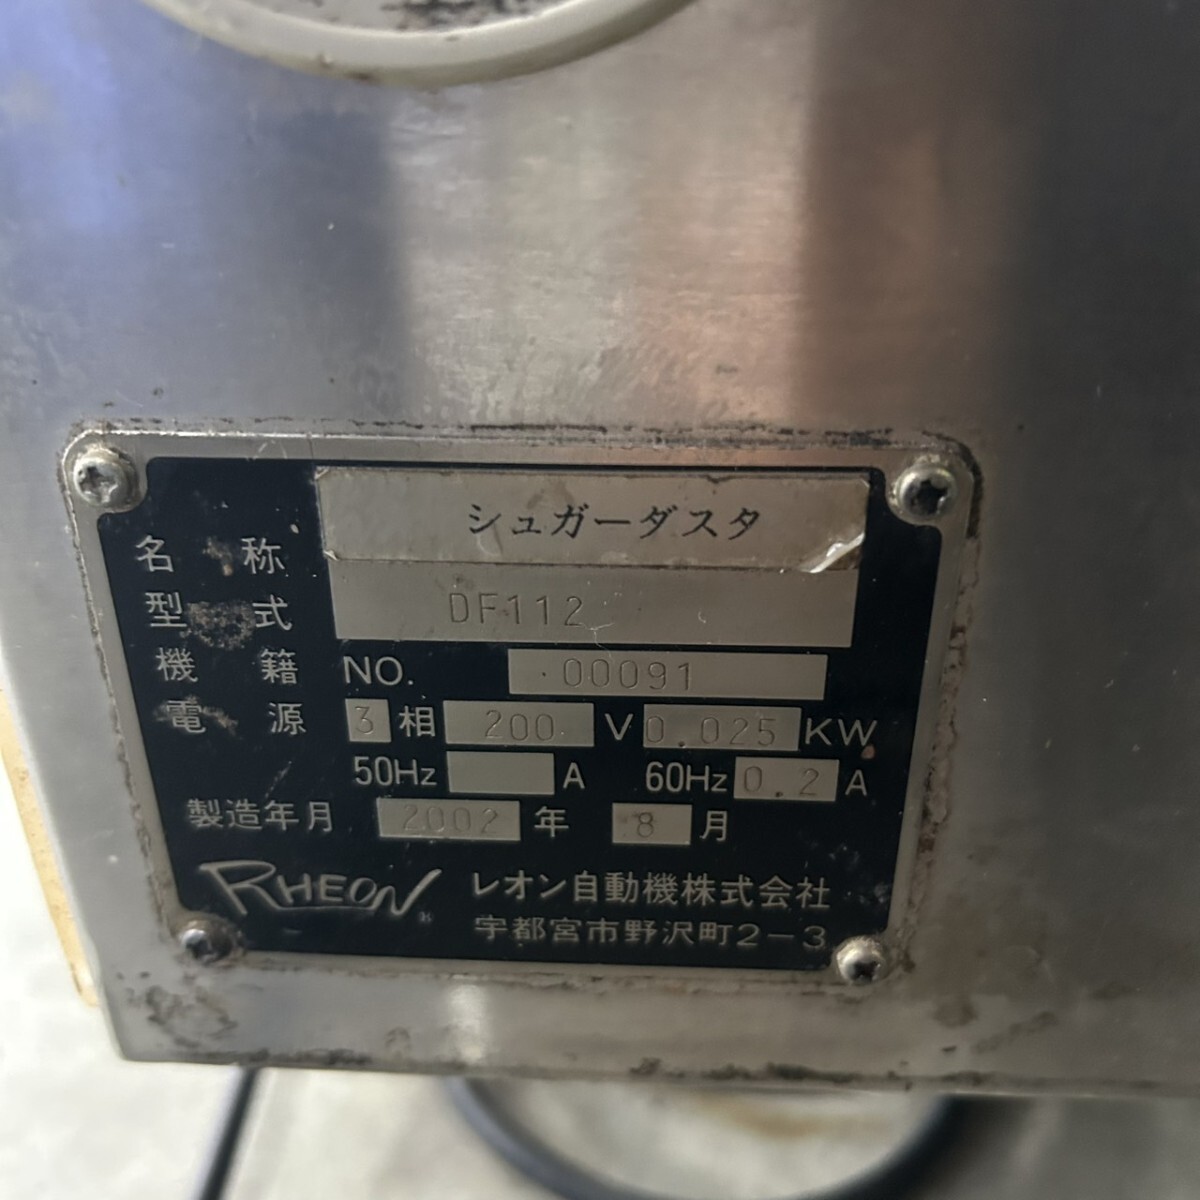 名称 シュガーダスタ
型式 DF112
機籍 NO. 00091
電源 3相 200 V 0.025 KW
50Hz A 60Hz 0.2 A
製造年月 2002 年 8 月
RHEON レオン自動機株式会社
宇都宮市野沢町2-3